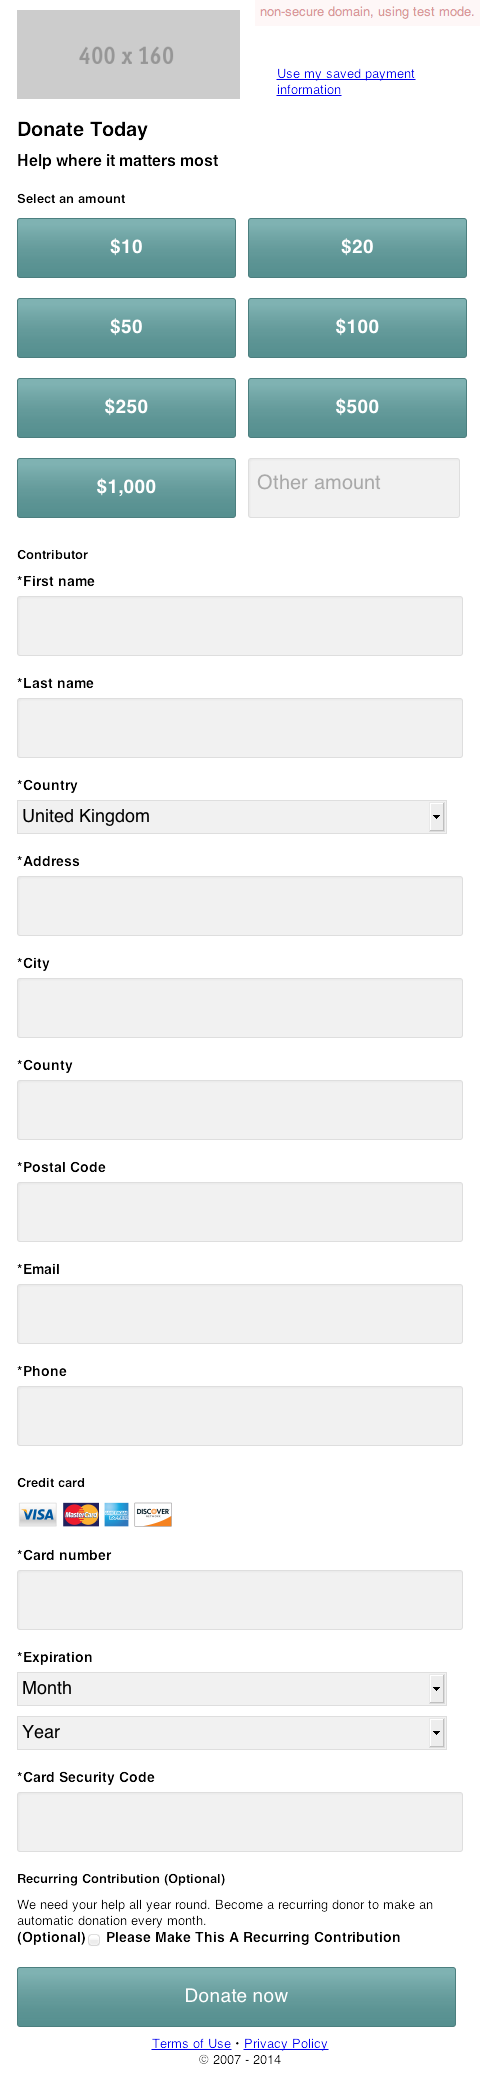 non-secure domain, using test mode.
400 x 160
Use my saved payment
information
Donate Today
Help where it matters most
Select an amount
$10
$20
$50
$100
$250
$500
$1,000
Other amount
Contributor
*First name
*Last name
*Country
United Kingdom
*Address
*City
*County
*Postal Code
*Email
*Phone
Credit card
VISA MasterCard AMERICAN EXPRESS DISCOVER
*Card number
*Expiration
Month
Year
*Card Security Code
Recurring Contribution (Optional)
We need your help all year round. Become a recurring donor to make an
automatic donation every month.
(Optional) Please Make This A Recurring Contribution
Donate now
Terms of Use • Privacy Policy
© 2007 - 2014